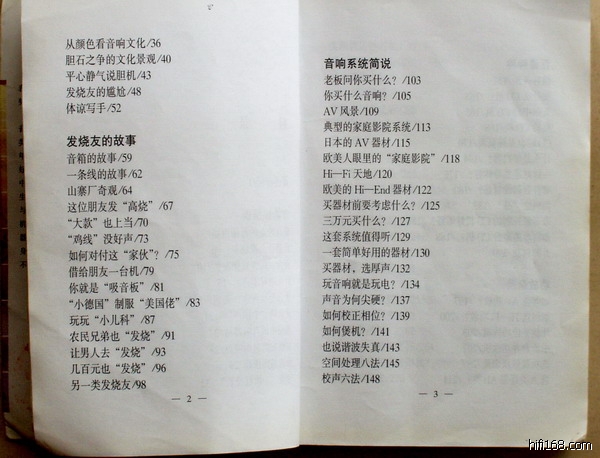 从颜色看音响文化/36
胆石之争的文化景观/40
平心静气说胆机/43
发烧友的尴尬/48
体谅写手/52
发烧友的故事
音箱的故事/59
一条线的故事/62
山寨厂奇观/64
这位朋友发“高烧”/67
“大款”也上当/70
“鸡线”没好声/73
如何对付这“家伙”？/75
借给朋友一台机/79
你就是“吸音板”/81
“小德国”制服“美国佬”/83
玩玩“小儿科”/87
农民兄弟也“发烧”/91
让男人去“发烧”/93
几百元也“发烧”/96
另一类发烧友/98
— 2 —
音响系统简说
老板问你买什么？/103
你买什么音响？/105
AV 风景/109
典型的家庭影院系统/113
日本的 AV 器材/115
欧美人眼里的“家庭影院”/118
Hi—Fi 天地/120
欧美的 Hi—End 器材/122
买器材前要考虑什么？/125
三万元买什么？/127
这套系统值得听/129
一套简单好用的器材/130
买器材，选厚声/132
玩音响就是玩电？/134
声音为何尖硬？/137
如何校正相位？/139
如何煲机？/141
也说谐波失真/143
空间处理八法/145
校声六法/148
— 3 —
hifi168.com